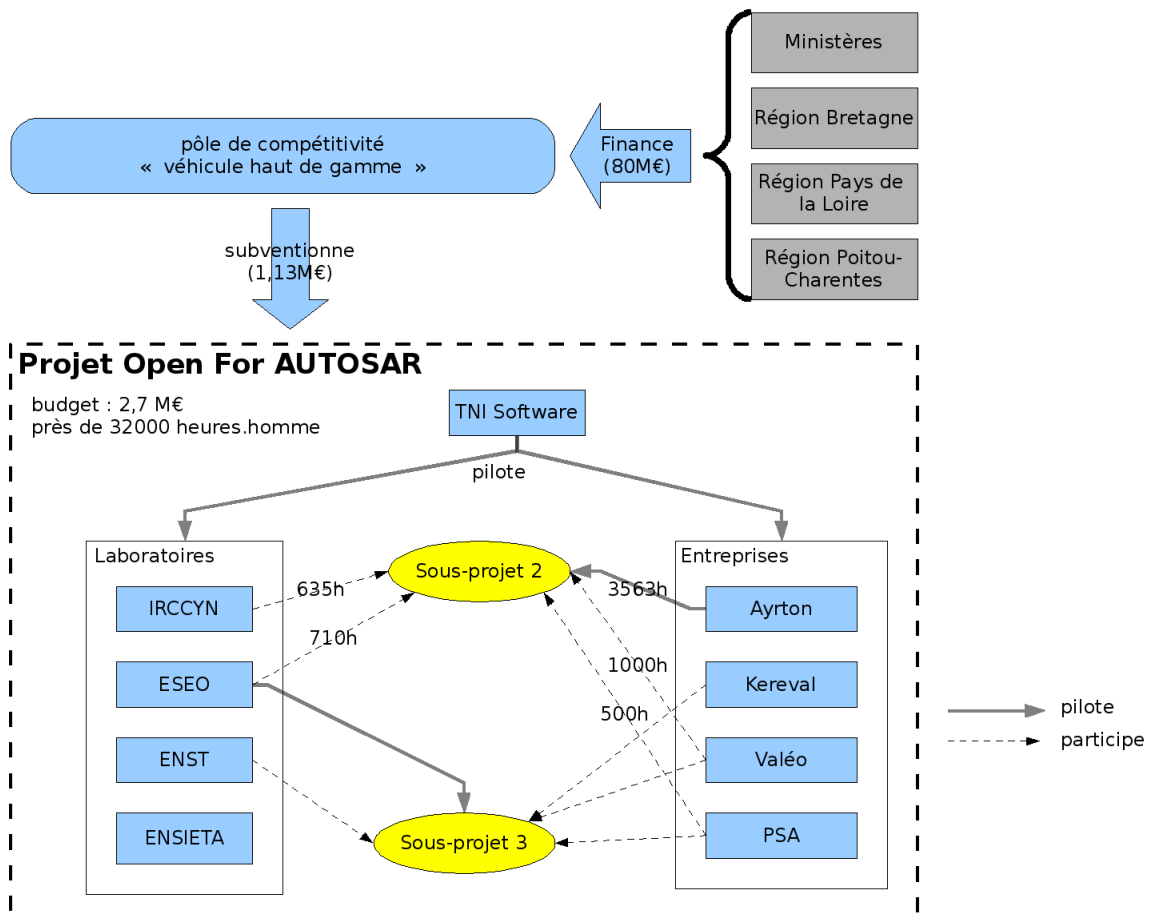 Ministères
pôle de compétitivité
«  véhicule haut de gamme  »
Finance
(80M€)
Région Bretagne
Région Pays de
la Loire
Région Poitou-
Charentes
subventionne
(1,13M€)
Projet Open For AUTOSAR
budget : 2,7 M€
près de 32000 heures.homme
TNI Software
pilote
Laboratoires
IRCCYN
ESEO
ENST
ENSIETA
Sous-projet 2
635h
710h
3563h
1000h
500h
Sous-projet 3
Entreprises
Ayrton
Kereval
Valéo
PSA
pilote
participe